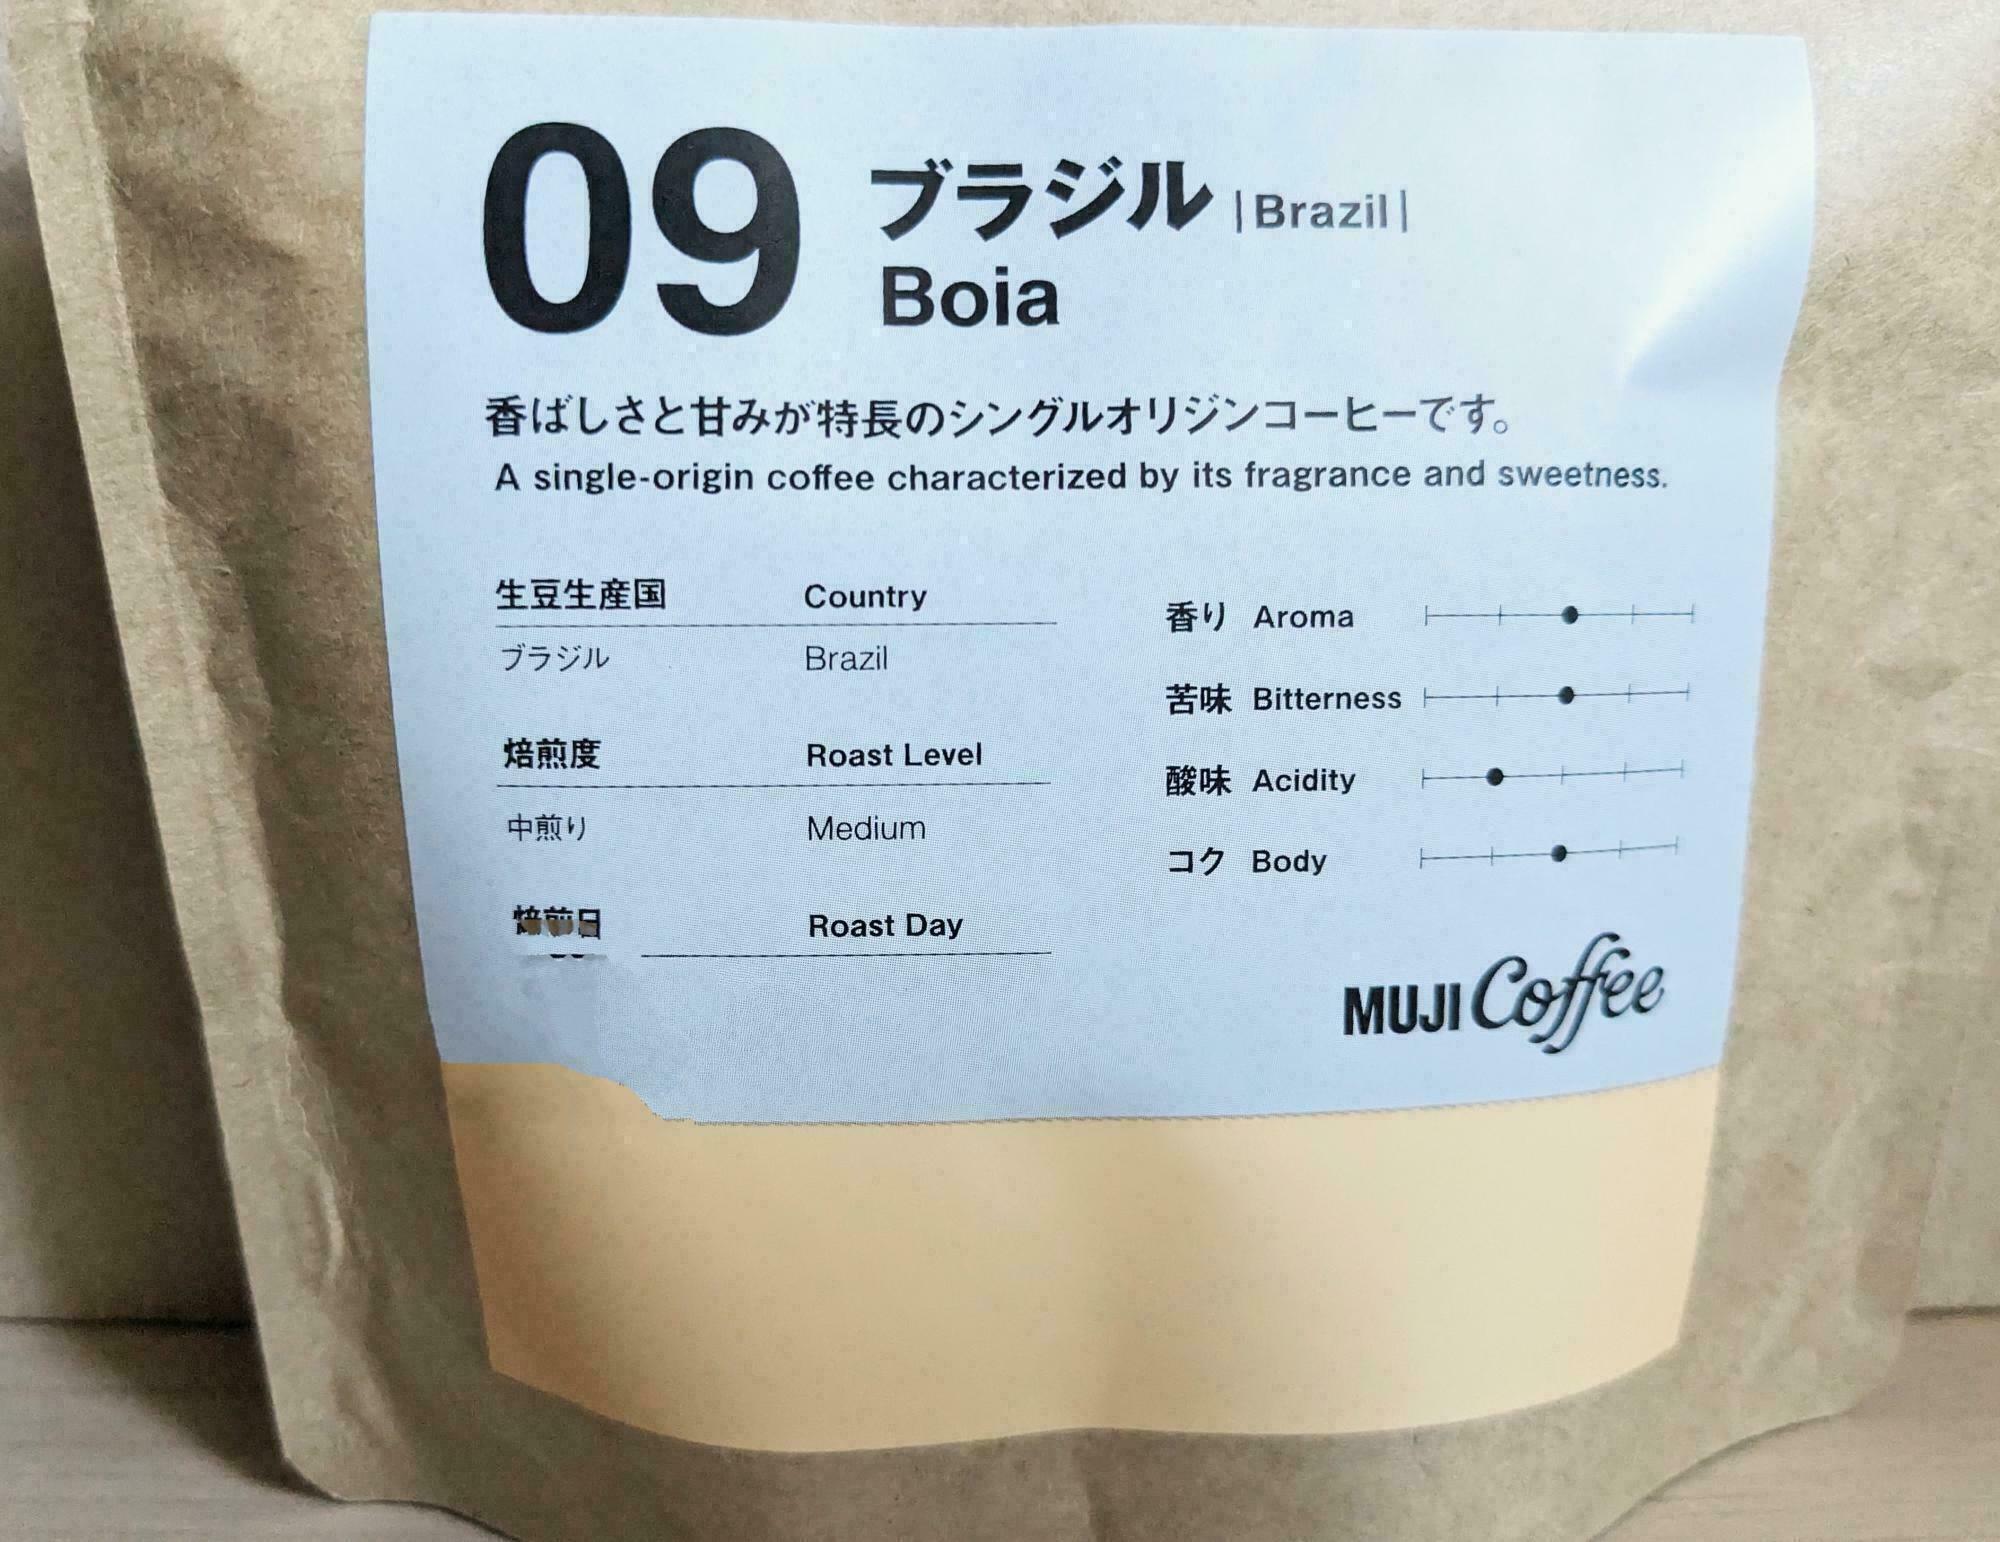 09 ブラジル |Brazil|
Boia
香ばしさと甘みが特長のシングルオリジンコーヒーです。
A single-origin coffee characterized by its fragrance and sweetness.
生豆生産国 Country
ブラジル Brazil
焙煎度 Roast Level
中煎り Medium
焙煎日 Roast Day
香り Aroma
苦味 Bitterness
酸味 Acidity
コク Body
MUJI Coffee